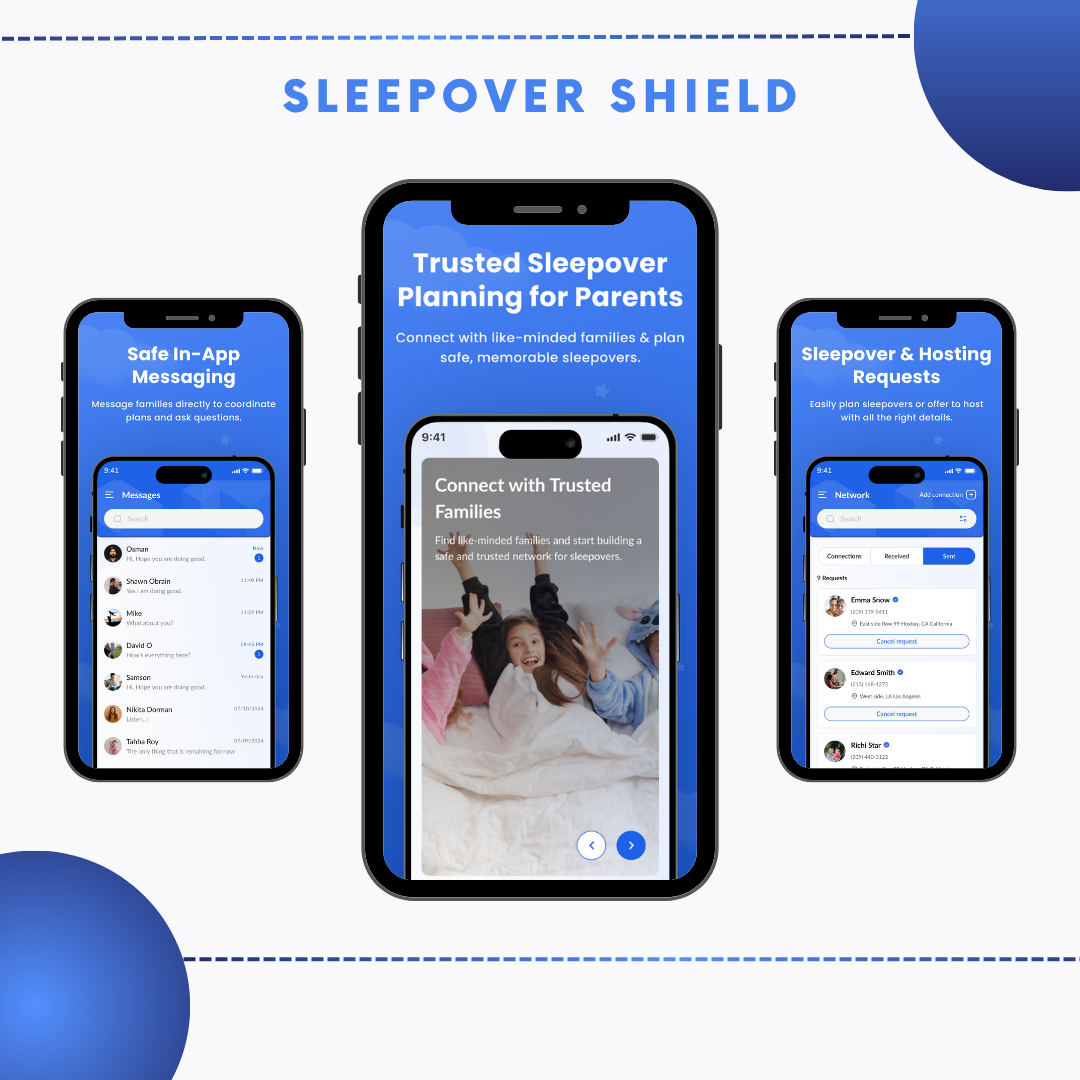 SLEEPOVER SHIELD
Safe In-App
Messaging
Message families directly to coordinate
plans and ask questions.
9:41
Messages
Search
Osman
Now
Hi, Hope you are doing good.
Shawn Obrain
11:40 PM
Yes i am doing good.
Mike
11:29 PM
What about you?
David O
09:45 PM
How's everything here?
Samson
Yesterday
Hi, Hope you are doing good.
Nikita Dorman
07/10/2024
Listen...!
Tahha Roy
07/09/2024
The only thing that is remaining for now
Trusted Sleepover
Planning for Parents
Connect with like-minded families & plan
safe, memorable sleepovers.
9:41
Connect with Trusted
Families
Find like-minded families and start building a
safe and trusted network for sleepovers.
Sleepover & Hosting
Requests
Easily plan sleepovers or offer to host
with all the right details.
9:41
Network
Add connection
Search
Connections
Received
Sent
9 Requests
Emma Snow
(209) 339-5411
East side flow 99 Hoxbay, CA California
Cancel request
Edward Smith
(213) 168-1272
West side, LA Los Angeles
Cancel request
Richi Star
(209) 440-3122